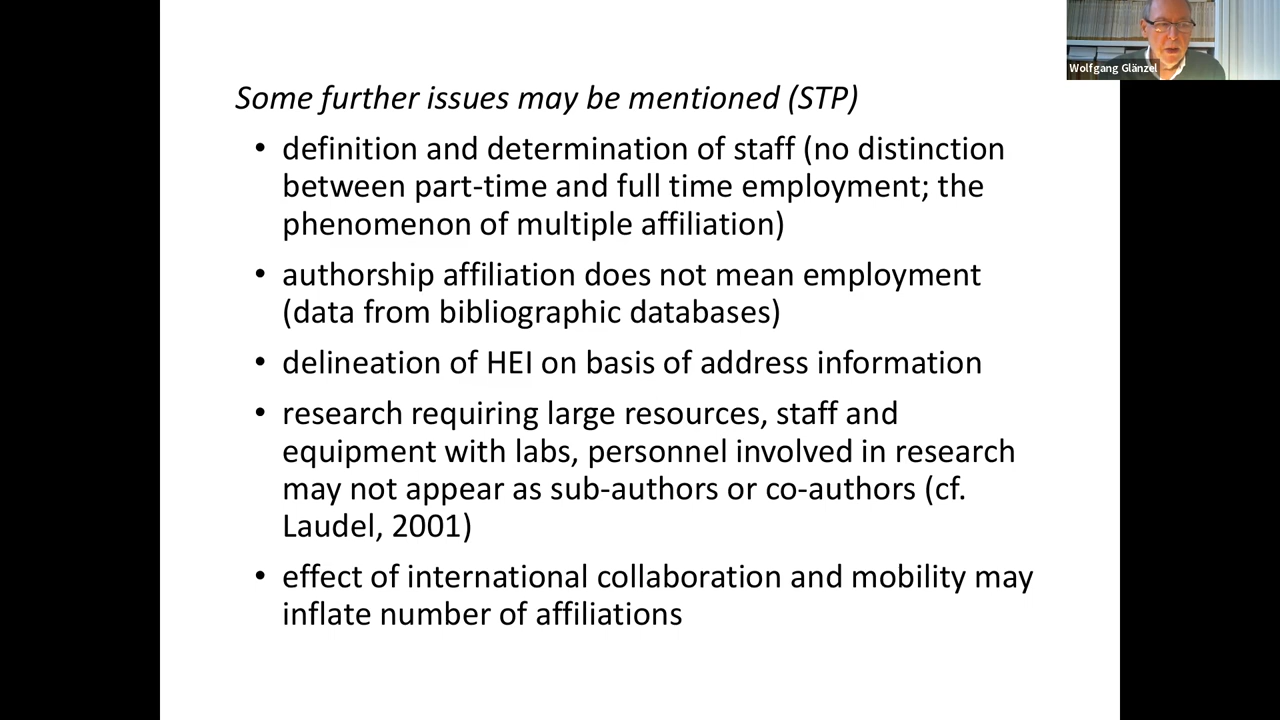 Wolfgang Glänzel
Some further issues may be mentioned (STP)
• definition and determination of staff (no distinction
between part-time and full time employment; the
phenomenon of multiple affiliation)
• authorship affiliation does not mean employment
(data from bibliographic databases)
• delineation of HEI on basis of address information
• research requiring large resources, staff and
equipment with labs, personnel involved in research
may not appear as sub-authors or co-authors (cf.
Laudel, 2001)
• effect of international collaboration and mobility may
inflate number of affiliations